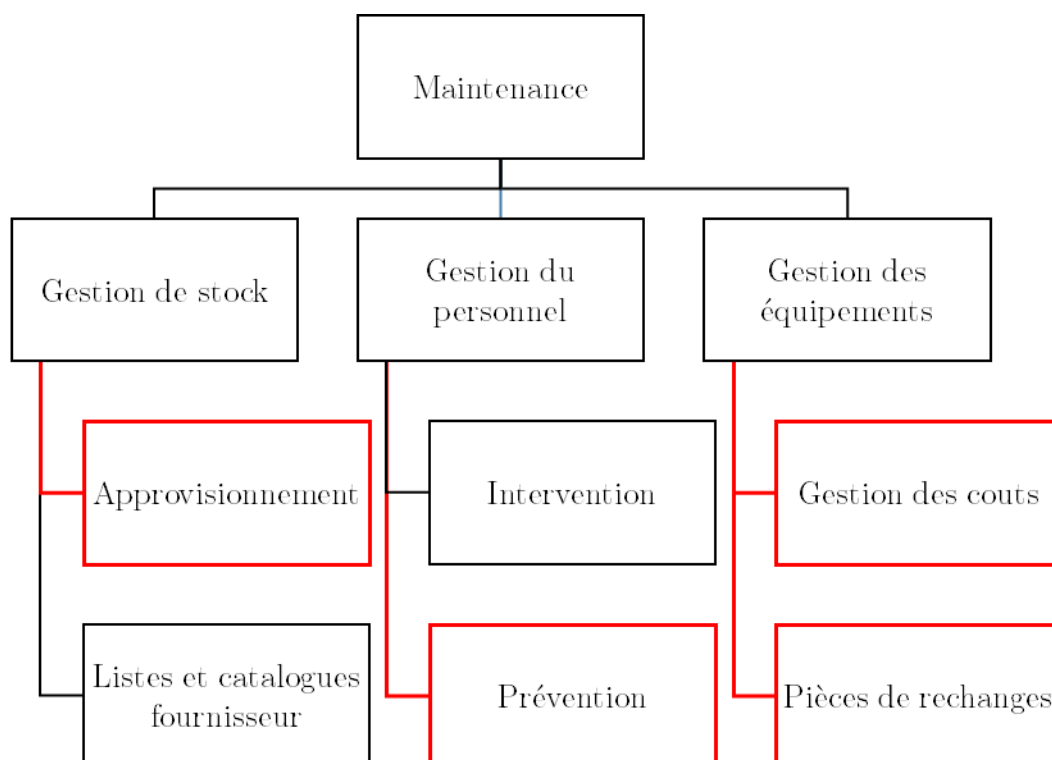 Maintenance
Gestion de stock
Gestion du
personnel
Gestion des
équipements
Approvisionnement
Intervention
Gestion des couts
Listes et catalogues
fournisseur
Prévention
Pièces de rechanges